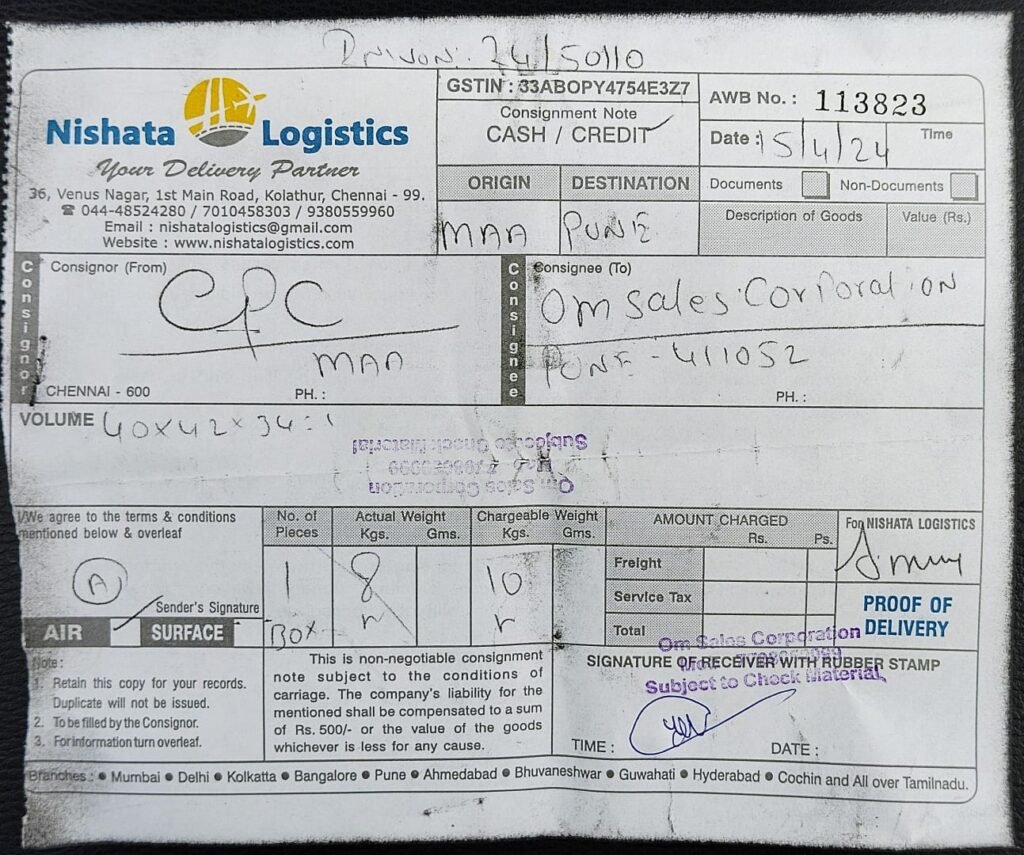 24/50110
Nishata Logistics
Your Delivery Partner
36, Venus Nagar, 1st Main Road, Kolathur, Chennai - 99.
☎ 044-48524280 / 7010458303 / 9380559960
Email : nishatalogistics@gmail.com
Website : www.nishatalogistics.com
GSTIN : 33ABOPY4754E3Z7
Consignment Note
CASH / CREDIT ✓
AWB No. : 113823
Date : 15/4/24 Time
ORIGIN DESTINATION
MAA PUNE
Documents Non-Documents
Description of Goods Value (Rs.)
Consignor
Consignor (From)
CPC
MAA
CHENNAI - 600 PH. :
Consignee
Consignee (To)
Om Sales Corporation
PUNE - 411052
PH. :
VOLUME 40x42x34=1
Om Sales Corporation
Subject to Check Material
I/We agree to the terms & conditions
mentioned below & overleaf
A
Sender's Signature
AIR ✓ SURFACE
No. of Pieces Actual Weight Kgs. Gms. Chargeable Weight Kgs. Gms.
1 8 10
BOX
AMOUNT CHARGED
Rs. Ps.
Freight
Service Tax
Total
For NISHATA LOGISTICS
PROOF OF
DELIVERY
Note :
1. Retain this copy for your records.
Duplicate will not be issued.
2. To be filled by the Consignor.
3. For information turn overleaf.
This is non-negotiable consignment
note subject to the conditions of
carriage. The company's liability for the
mentioned shall be compensated to a sum
of Rs. 500/- or the value of the goods
whichever is less for any cause.
Om Sales Corporation
SIGNATURE OF RECEIVER WITH RUBBER STAMP
Subject to Check Material
TIME : DATE :
Branches : • Mumbai • Delhi • Kolkatta • Bangalore • Pune • Ahmedabad • Bhuvaneshwar • Guwahati • Hyderabad • Cochin and All over Tamilnadu.